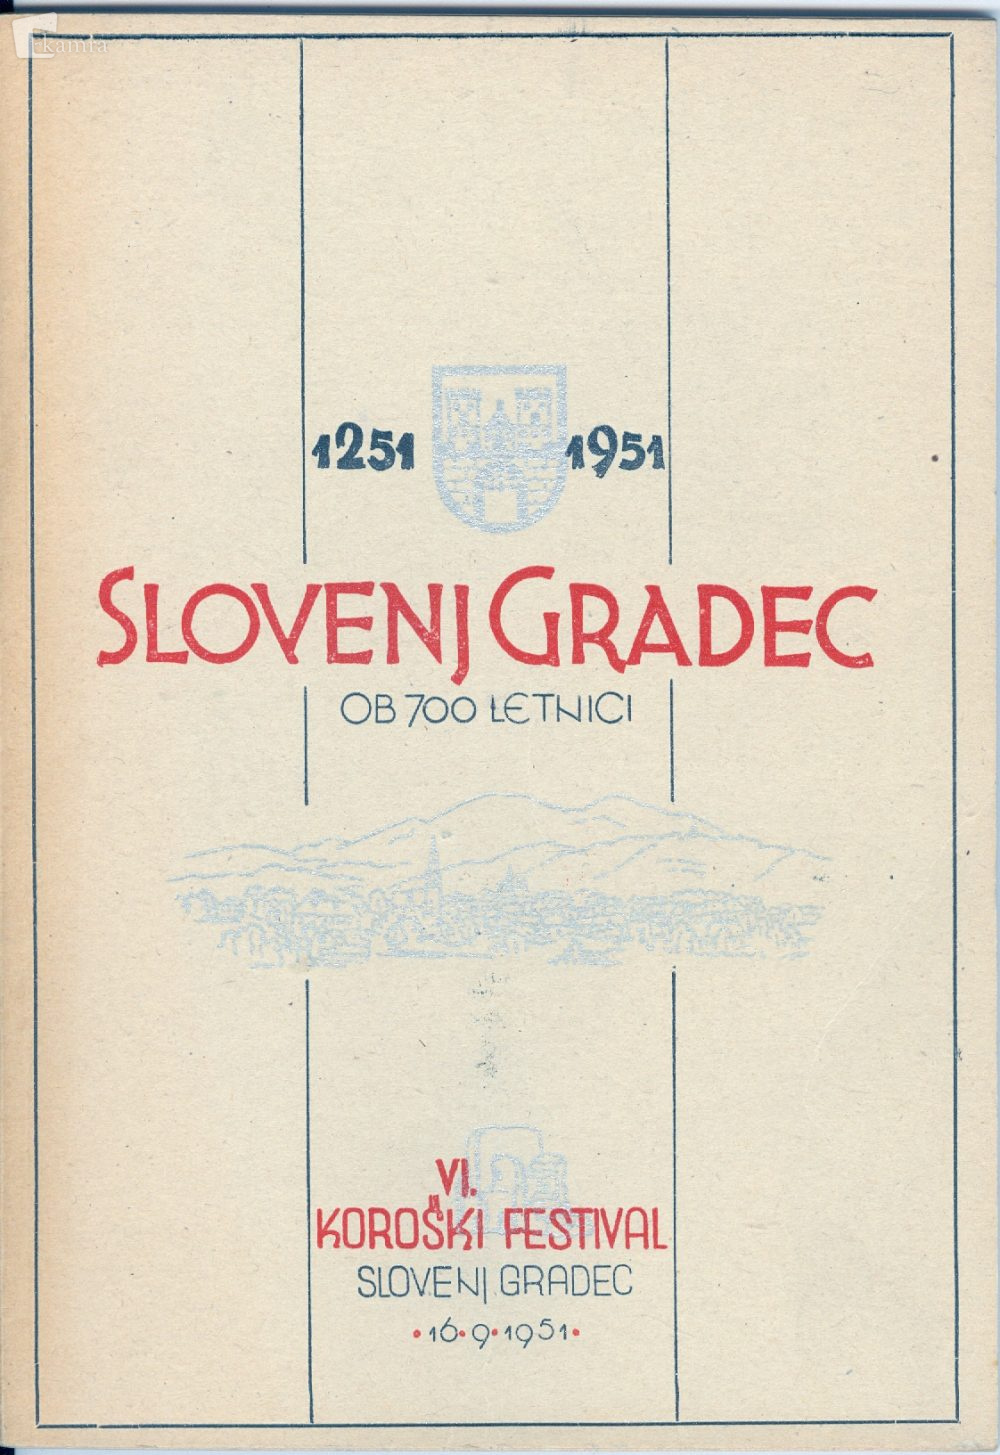 kamra
1251 1951
SLOVENJ GRADEC
OB 700 LETNICI
VI.
KOROŠKI FESTIVAL
SLOVENJ GRADEC
•16•9•1951•